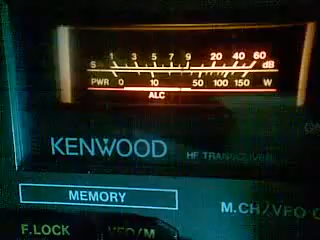 S 1 3 5 7 9 20 40 60 dB
PWR 0 10 50 100 150 W
ALC
KENWOOD
HF TRANSCEIVER
MEMORY
M.CH/VFO
F.LOCK VFO/M